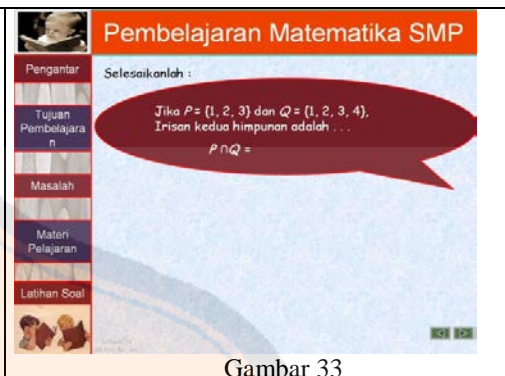 Pembelajaran Matematika SMP
Pengantar
Tujuan
Pembelajara
n
Masalah
Materi
Pelajaran
Latihan Soal
Selesaikanlah :
Jika P = {1, 2, 3} dan Q = {1, 2, 3, 4},
Irisan kedua himpunan adalah . . .
P ∩ Q =
Gambar 33